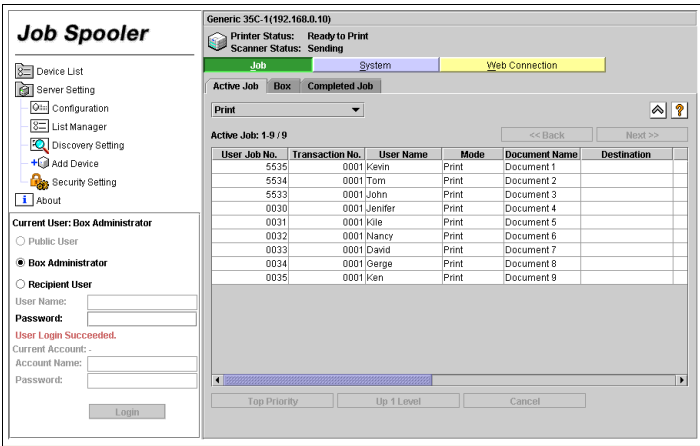 Job Spooler
Device List
Server Setting
Configuration
List Manager
Discovery Setting
Add Device
Security Setting
About
Current User: Box Administrator
Public User
Box Administrator
Recipient User
User Name:
Password:
User Login Succeeded.
Current Account: -
Account Name:
Password:
Login
Generic 35C-1(192.168.0.10)
Printer Status: Ready to Print
Scanner Status: Sending
Job System Web Connection
Active Job Box Completed Job
Print
Active Job: 1-9 / 9 << Back Next >>
User Job No. Transaction No. User Name Mode Document Name Destination
5535 0001 Kevin Print Document 1
5534 0001 Tom Print Document 2
5533 0001 John Print Document 3
0030 0001 Jenifer Print Document 4
0031 0001 Kile Print Document 5
0032 0001 Nancy Print Document 6
0033 0001 David Print Document 7
0034 0001 Gerge Print Document 8
0035 0001 Ken Print Document 9
Top Priority Up 1 Level Cancel